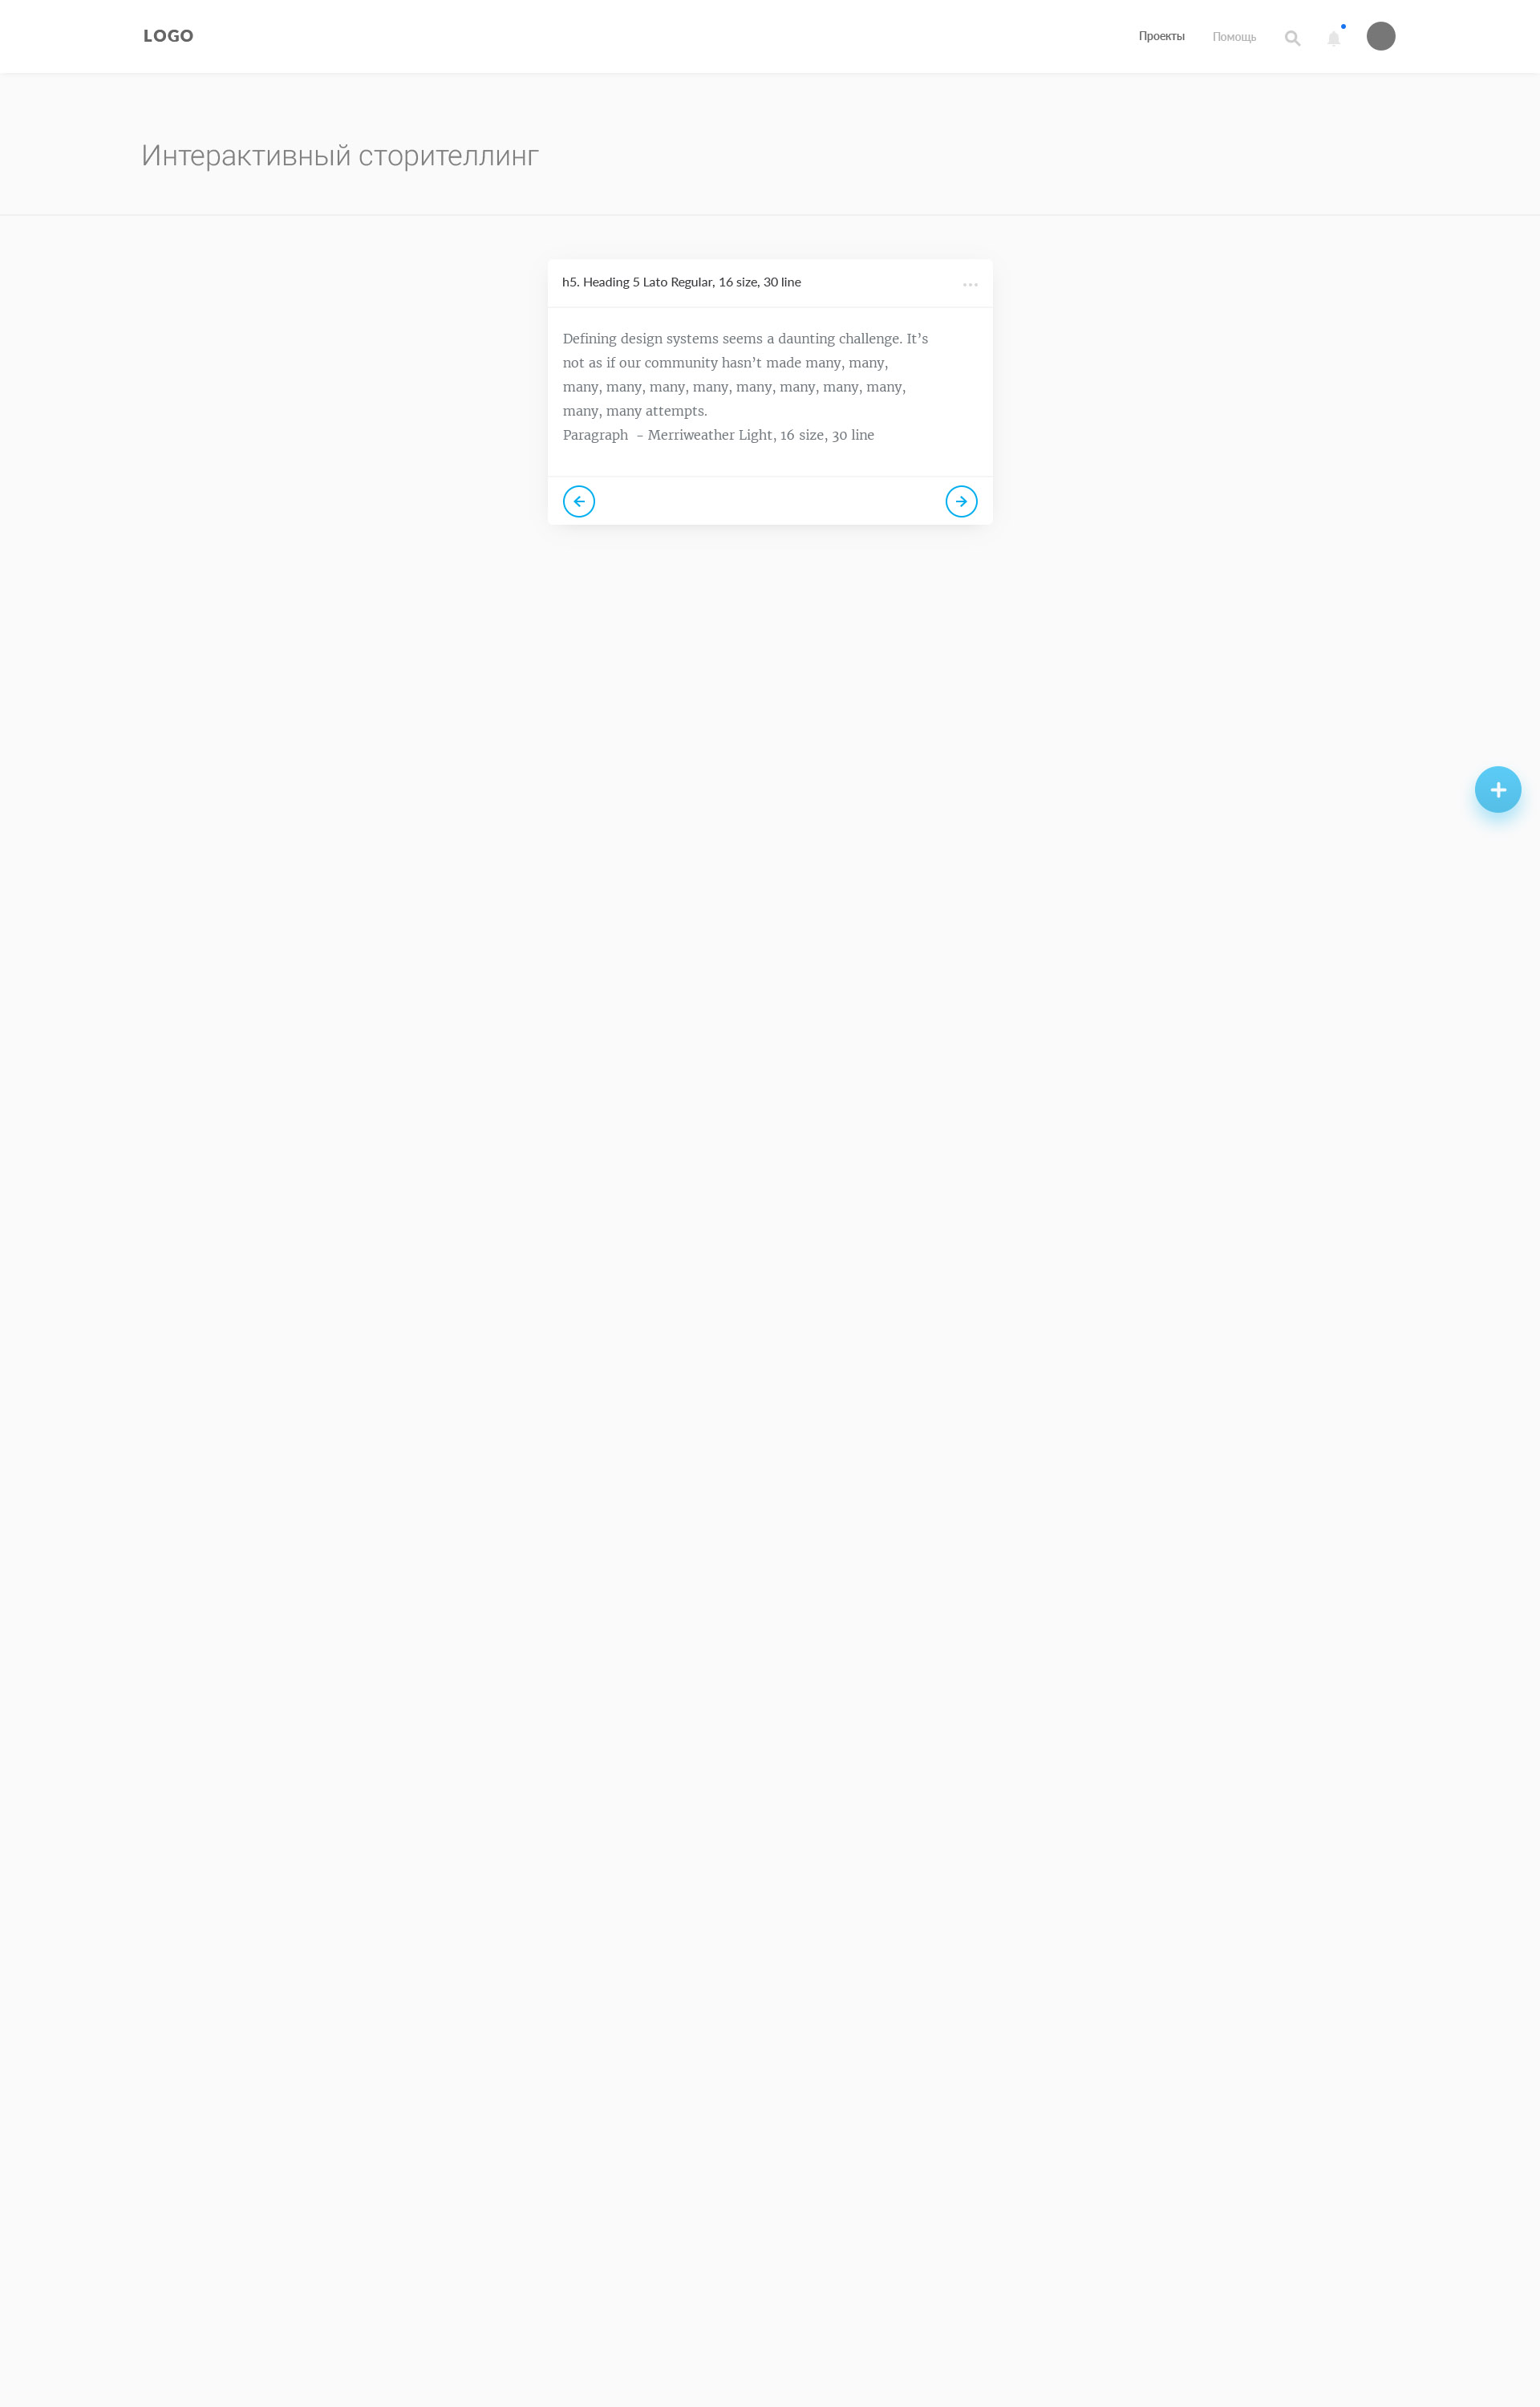 LOGO
Проекты
Помощь
Интерактивный сторителлинг
h5. Heading 5 Lato Regular, 16 size, 30 line
Defining design systems seems a daunting challenge. It’s
not as if our community hasn’t made many, many,
many, many, many, many, many, many, many, many,
many, many attempts.
Paragraph  - Merriweather Light, 16 size, 30 line